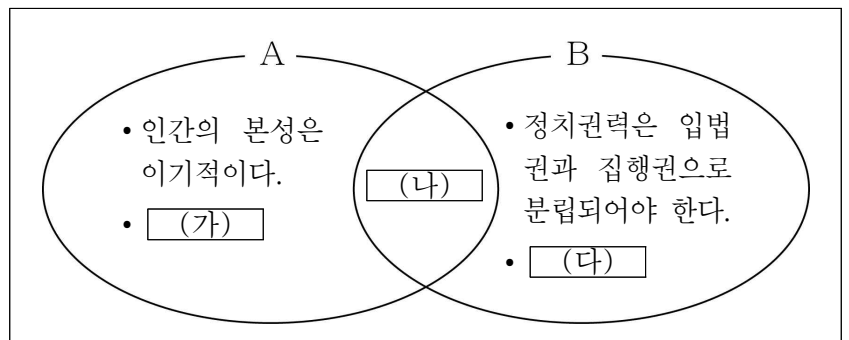 A
B
• 인간의 본성은
이기적이다.
• (가)
(나)
• 정치권력은 입법
권과 집행권으로
분립되어야 한다.
• (다)